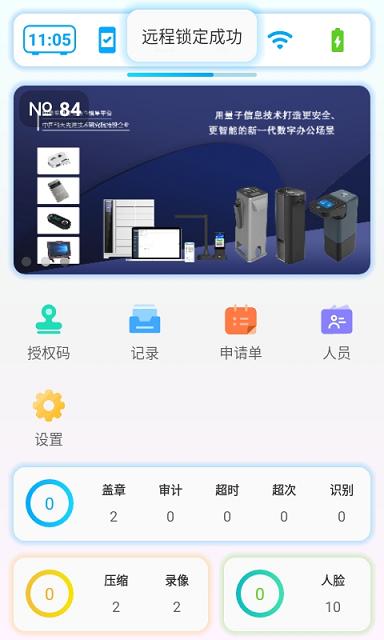 11:05
远程锁定成功
№ 84
用量子信息技术打造更安全、
更智能的新一代数字办公场景
授权码
记录
申请单
人员
设置
0
盖章 审计 超时 超次 识别
2 0 0 0 0
0
压缩 录像
2 2
0
人脸
10